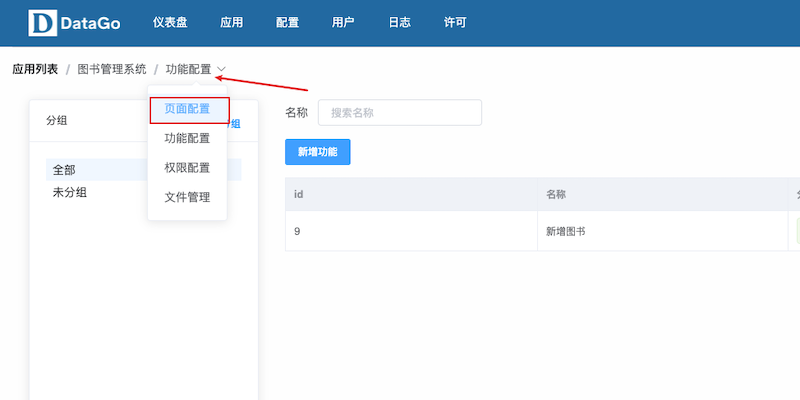 DataGo 仪表盘 应用 配置 用户 日志 许可
应用列表 / 图书管理系统 / 功能配置
页面配置
功能配置
权限配置
文件管理
分组
组
全部
未分组
名称 搜索名称
新增功能
id 名称
9 新增图书